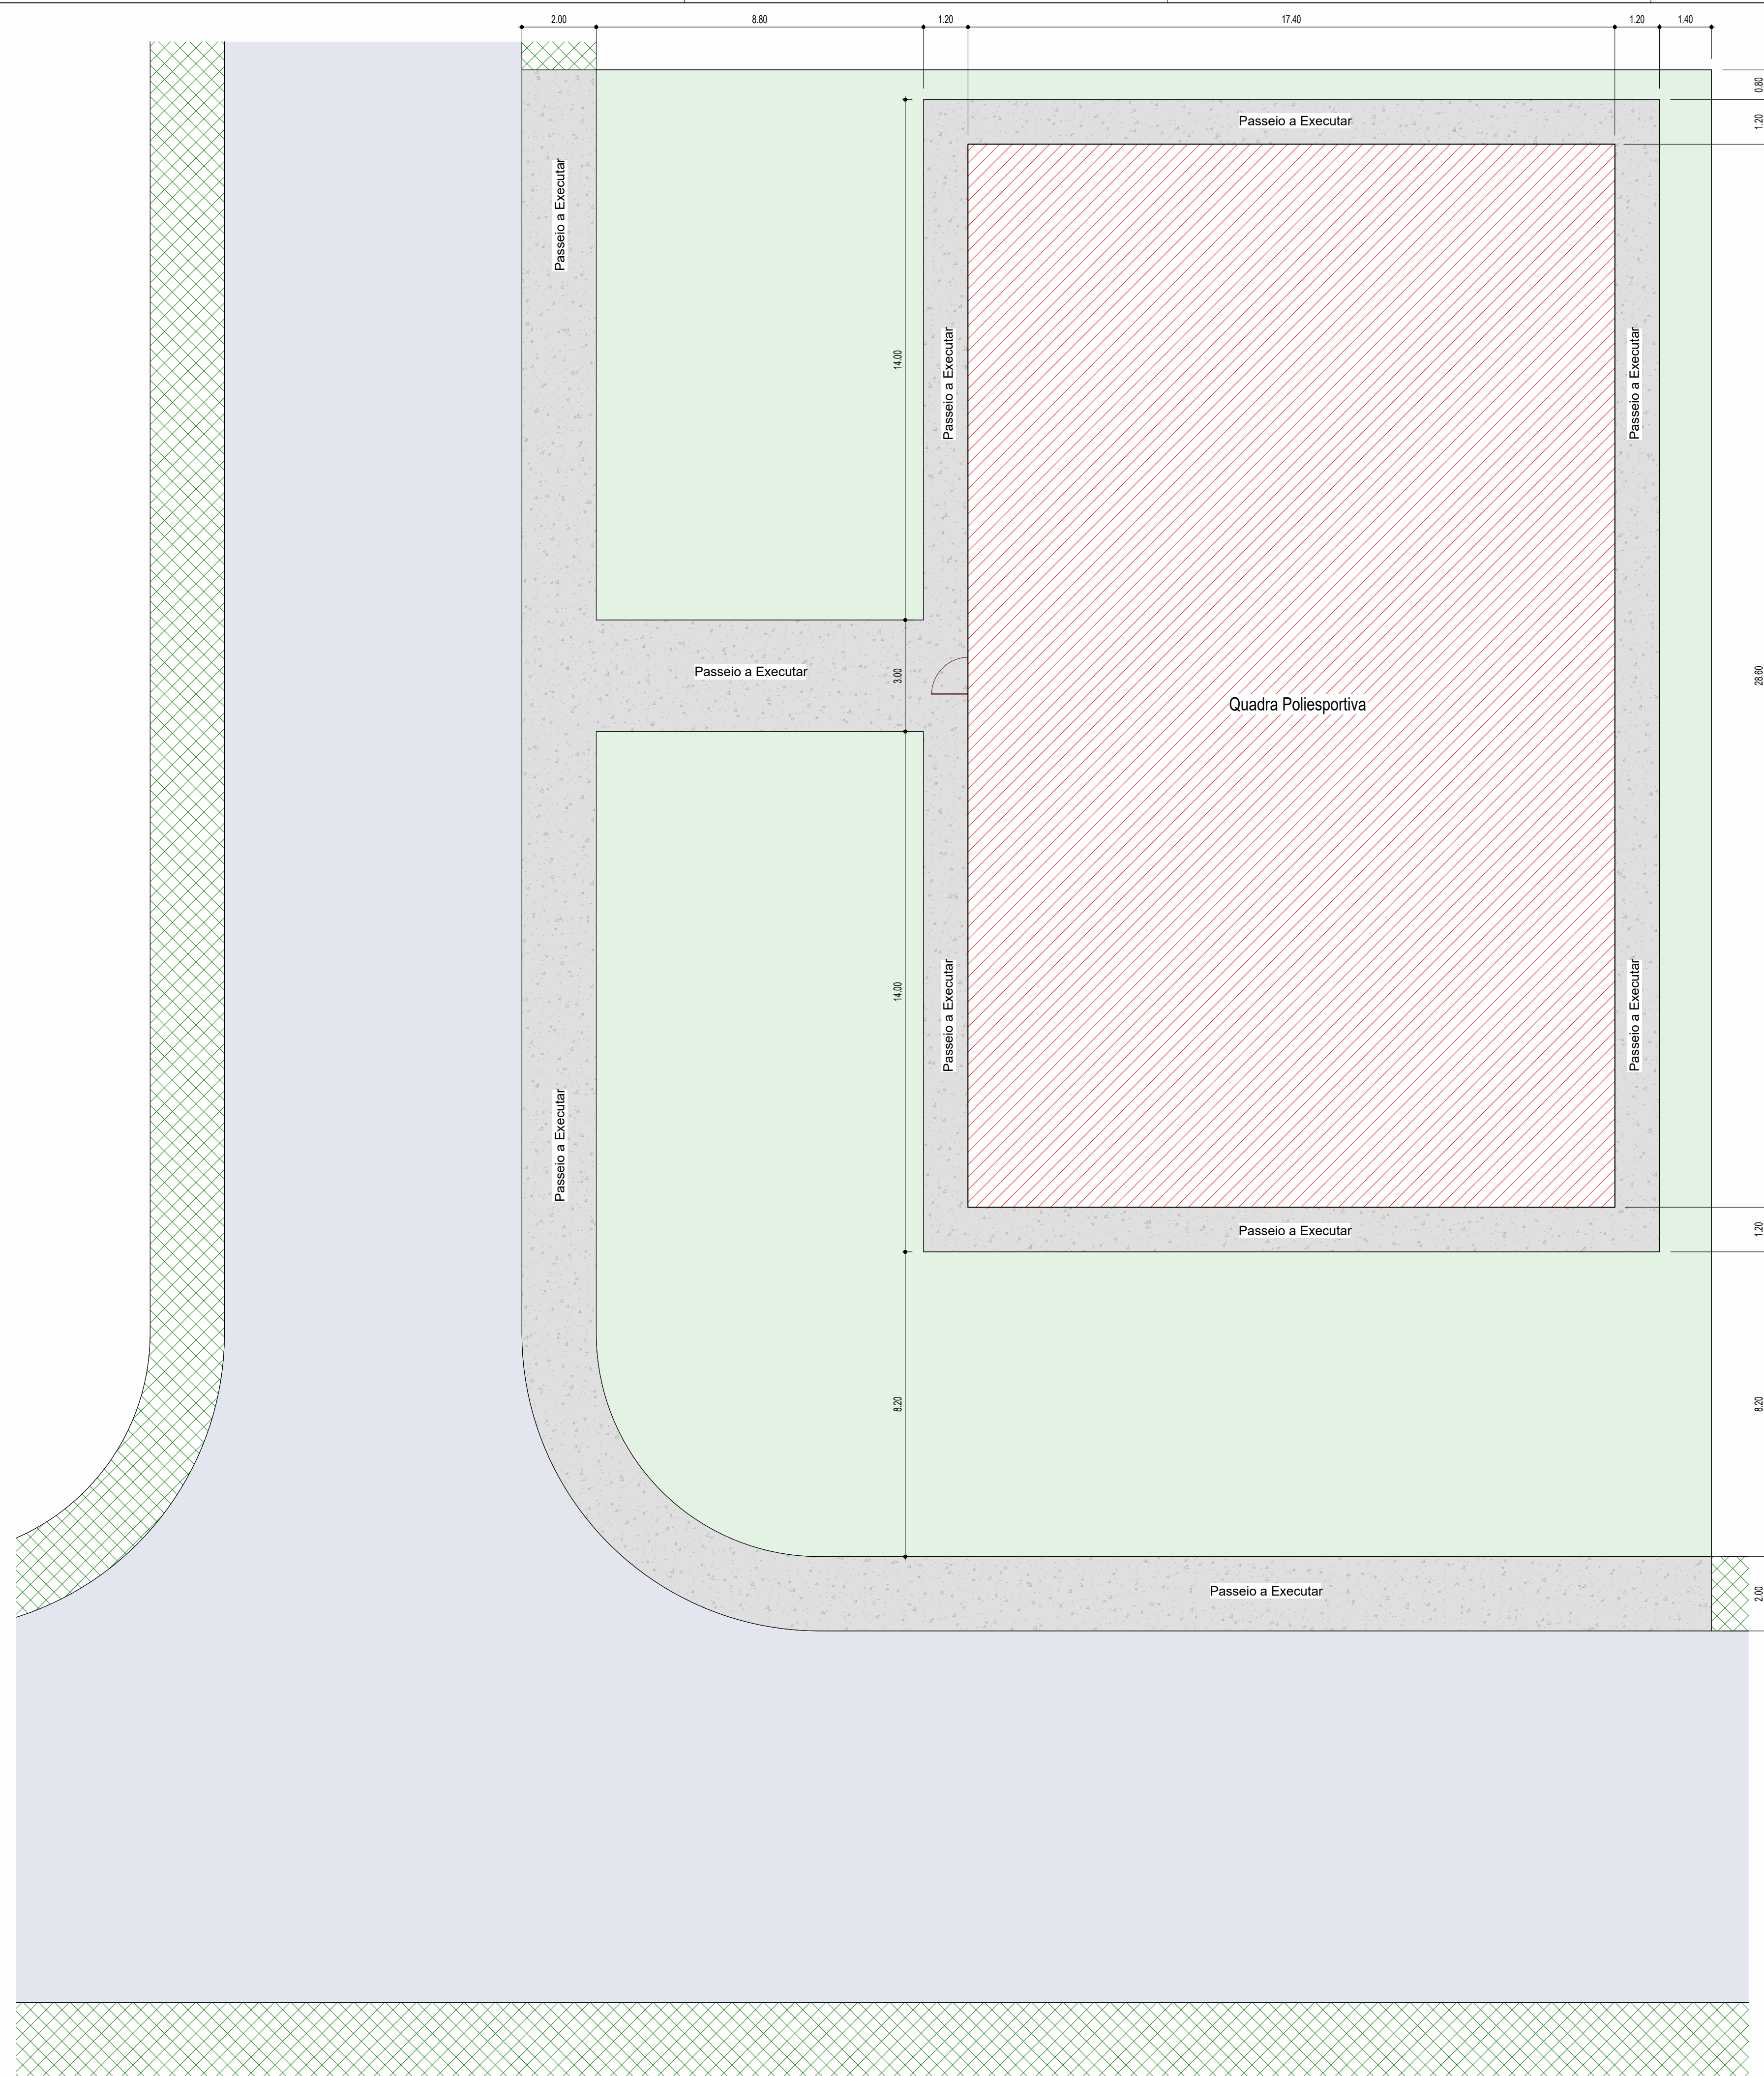 2.00
8.80
1.20
17.40
1.20
1.40
0.80
1.20
Passeio a Executar
Passeio a Executar
14.00
Passeio a Executar
Passeio a Executar
Passeio a Executar
3.00
28.60
Quadra Poliesportiva
14.00
Passeio a Executar
Passeio a Executar
Passeio a Executar
1.20
Passeio a Executar
8.20
8.20
Passeio a Executar
2.00